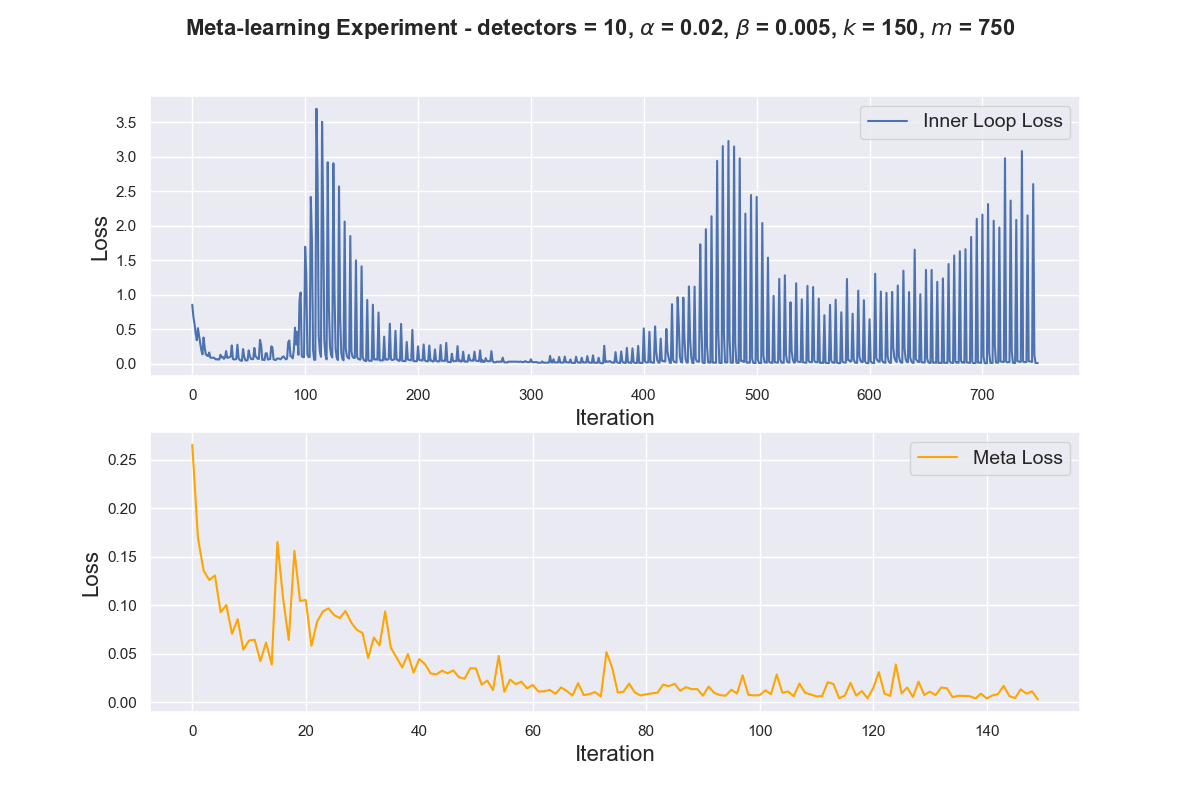 Meta-learning Experiment - detectors = 10, α = 0.02, β = 0.005, k = 150, m = 750
Inner Loop Loss
Loss
3.5
3.0
2.5
2.0
1.5
1.0
0.5
0.0
0 100 200 300 400 500 600 700
Iteration
Meta Loss
Loss
0.25
0.20
0.15
0.10
0.05
0.00
0 20 40 60 80 100 120 140
Iteration